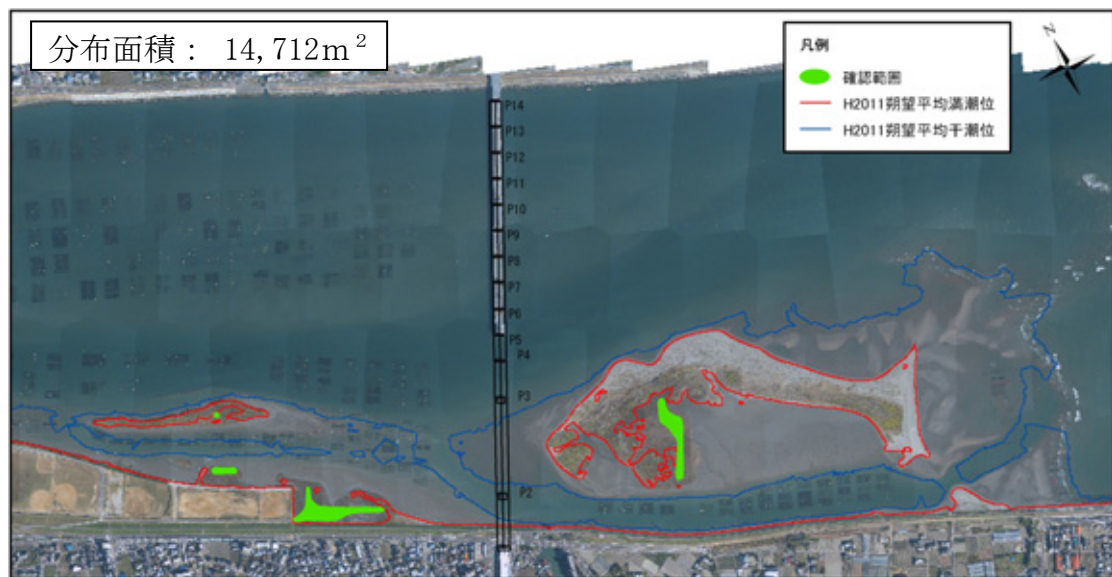 分布面積： 14,712m²
凡例
確認範囲
H2011朔望平均満潮位
H2011朔望平均干潮位
Z
P14
P13
P12
P11
P10
P9
P8
P7
P6
P5
P4
P3
P2